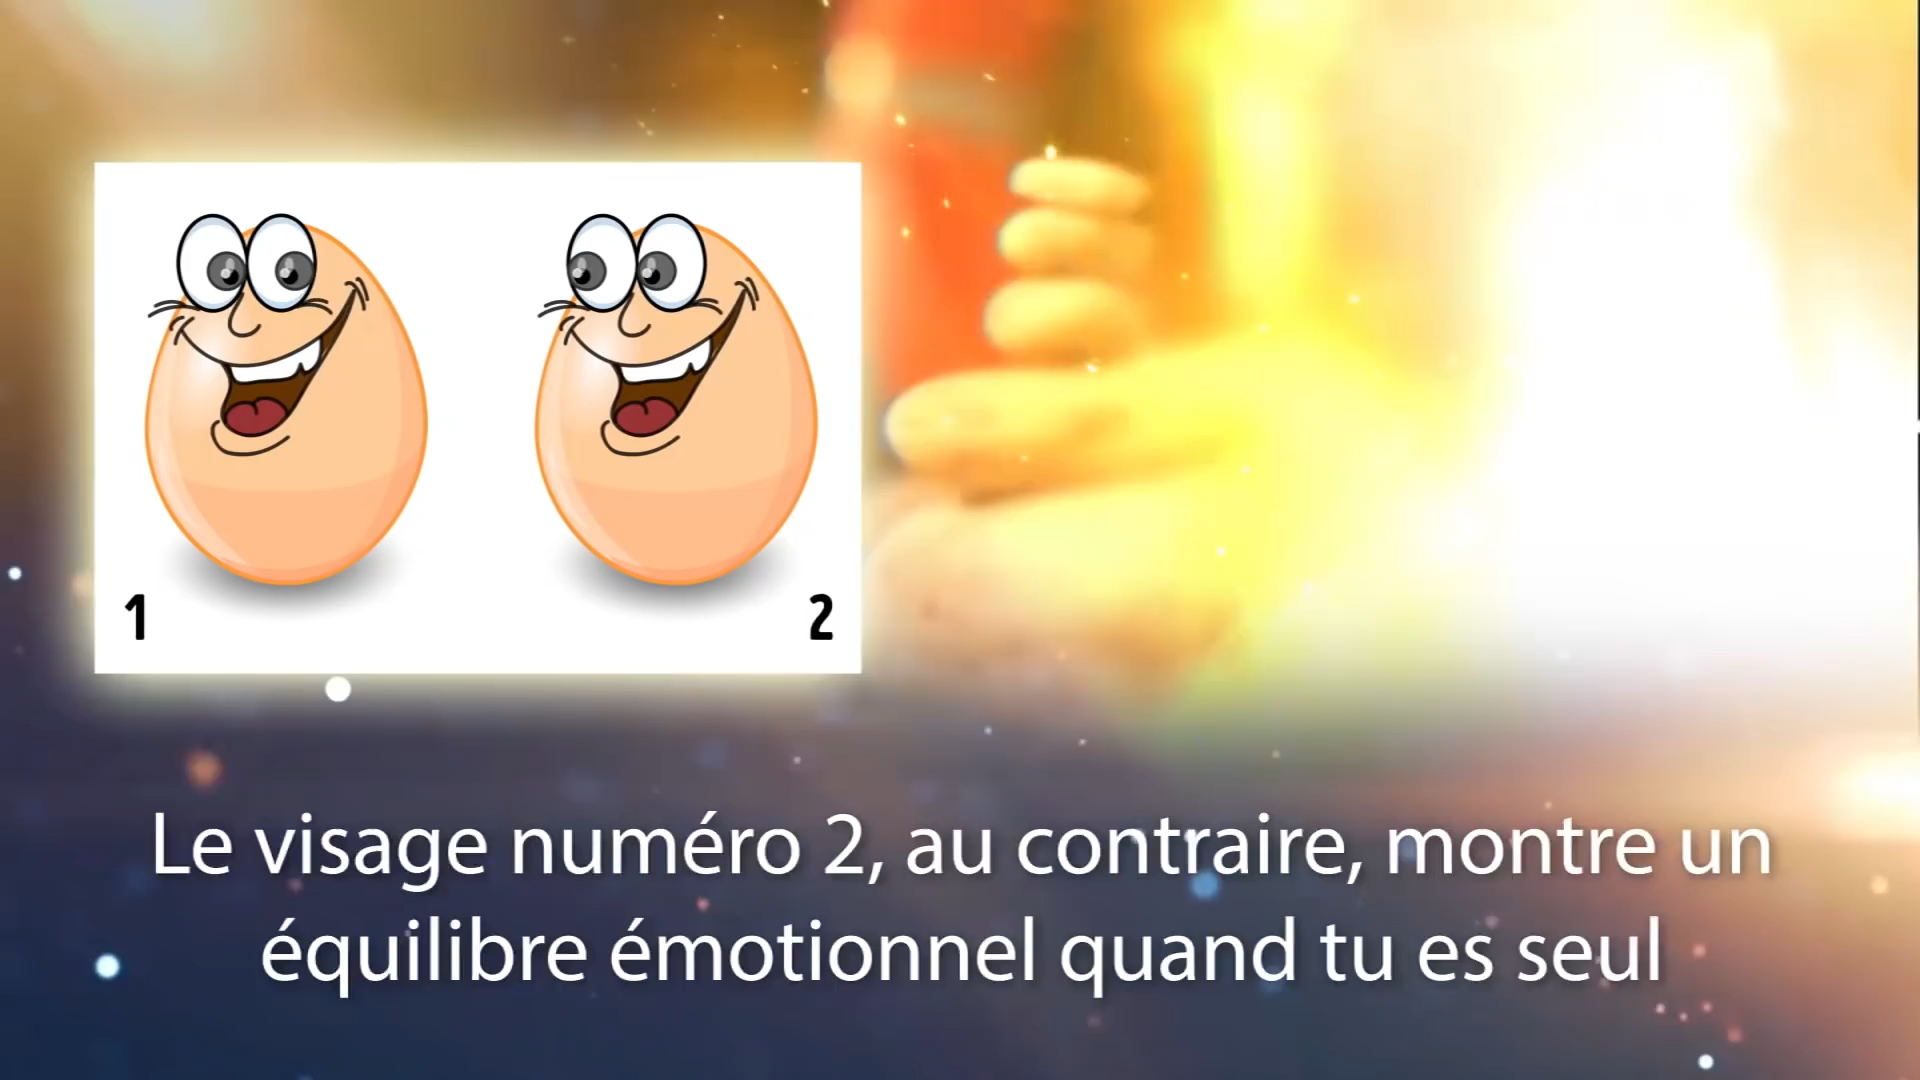 1
2
Le visage numéro 2, au contraire, montre un
équilibre émotionnel quand tu es seul